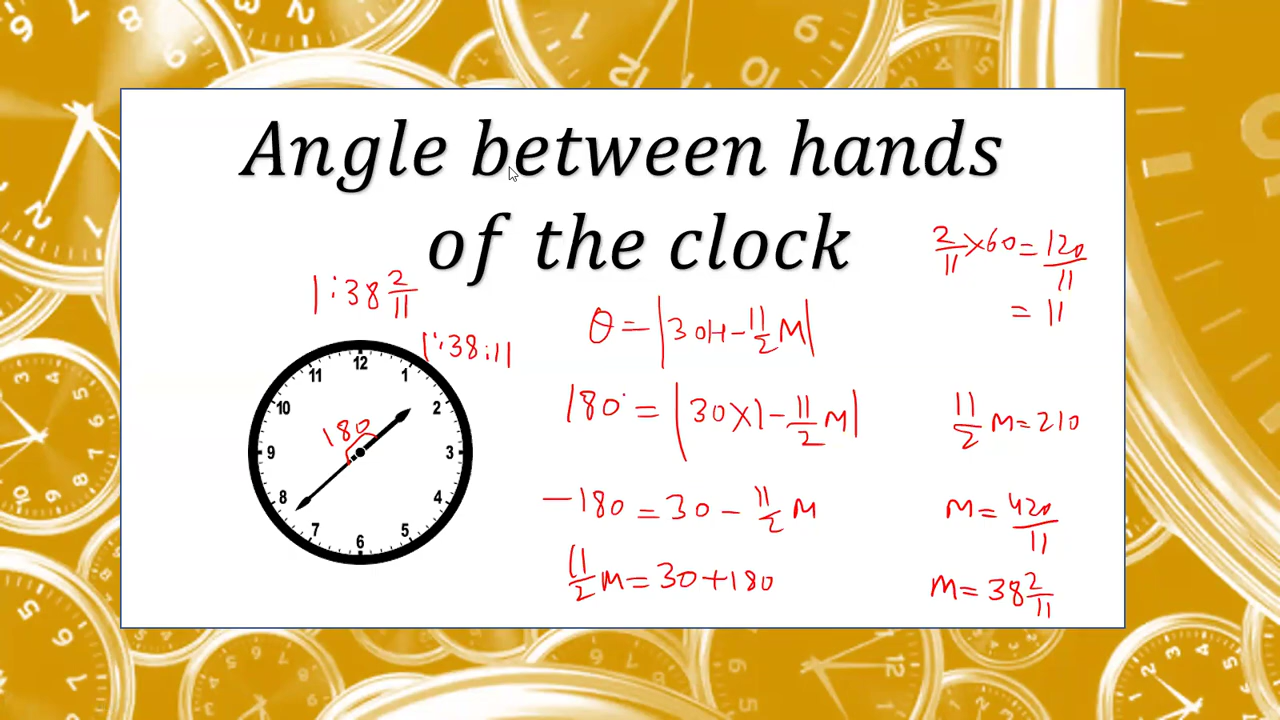 Angle between hands
of the clock
2/11 × 60 = 120/11
= 11
1:38 2/11
1:38:11
θ = |30H - 11/2 M|
180° = |30×1 - 11/2 M|
11/2 M = 210
-180 = 30 - 11/2 M
M = 420/11
11/2 M = 30+180
M = 38 2/11
180
12
1
2
3
4
5
6
7
8
9
10
11